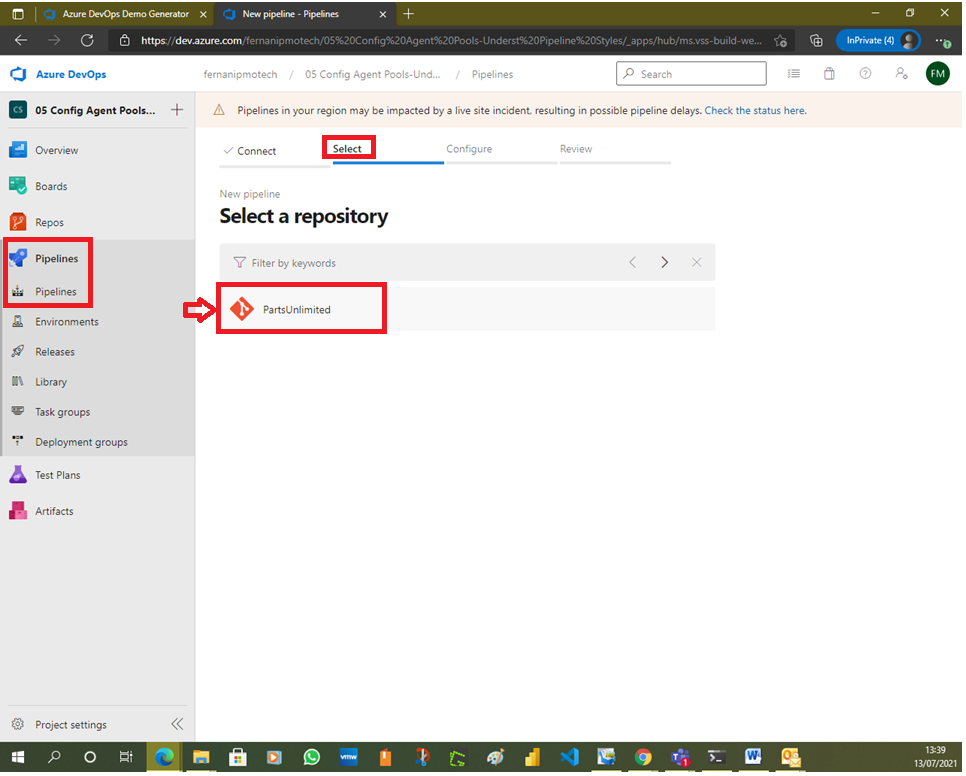 Azure DevOps Demo Generator
New pipeline - Pipelines
https://dev.azure.com/fernanipmotech/05%20Config%20Agent%20Pools-Underst%20Pipeline%20Styles/_apps/hub/ms.vss-build-we...
InPrivate (4)
Azure DevOps
fernanipmotech / 05 Config Agent Pools-Und... / Pipelines
Search
FM
CS 05 Config Agent Pools...
Pipelines in your region may be impacted by a live site incident, resulting in possible pipeline delays. Check the status here.
Overview
Boards
Repos
Pipelines
Pipelines
Environments
Releases
Library
Task groups
Deployment groups
Test Plans
Artifacts
Project settings
Connect
Select
Configure
Review
New pipeline
Select a repository
Filter by keywords
PartsUnlimited
vmw
1
13:39
13/07/2021